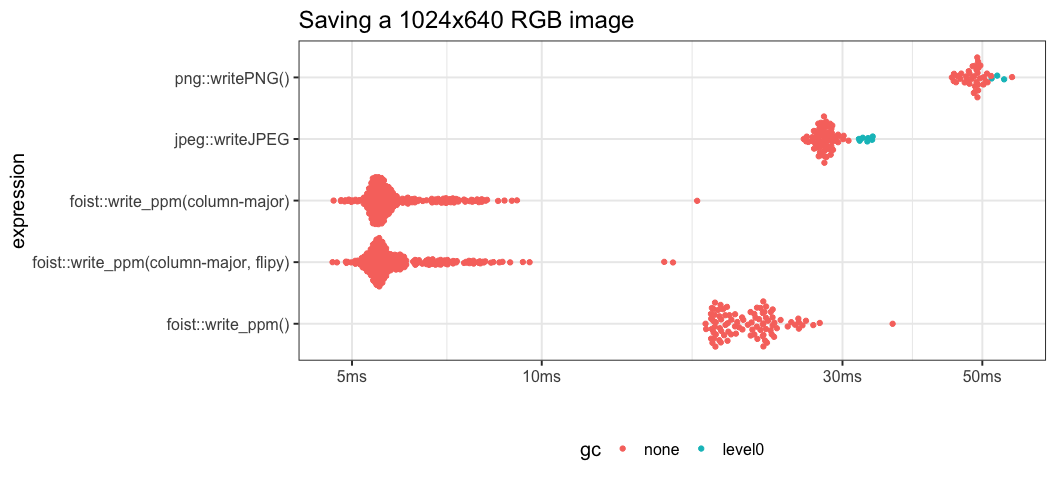 Saving a 1024x640 RGB image
expression
png::writePNG()
jpeg::writeJPEG
foist::write_ppm(column-major)
foist::write_ppm(column-major, flipy)
foist::write_ppm()
5ms 10ms 30ms 50ms
gc none level0